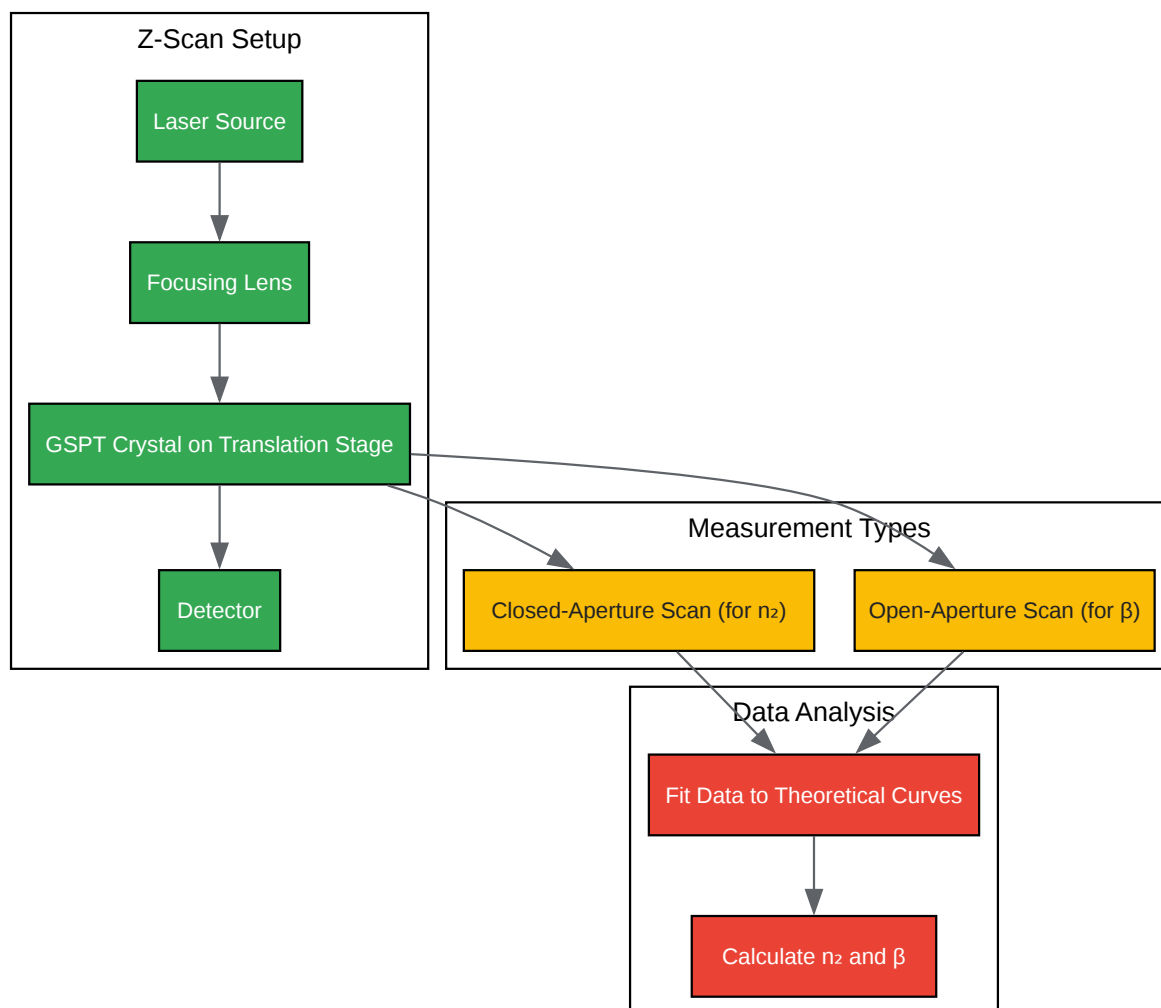 Z-Scan Setup
Laser Source
Focusing Lens
GSPT Crystal on Translation Stage
Detector
Measurement Types
Closed-Aperture Scan (for n₂)
Open-Aperture Scan (for β)
Data Analysis
Fit Data to Theoretical Curves
Calculate n₂ and β